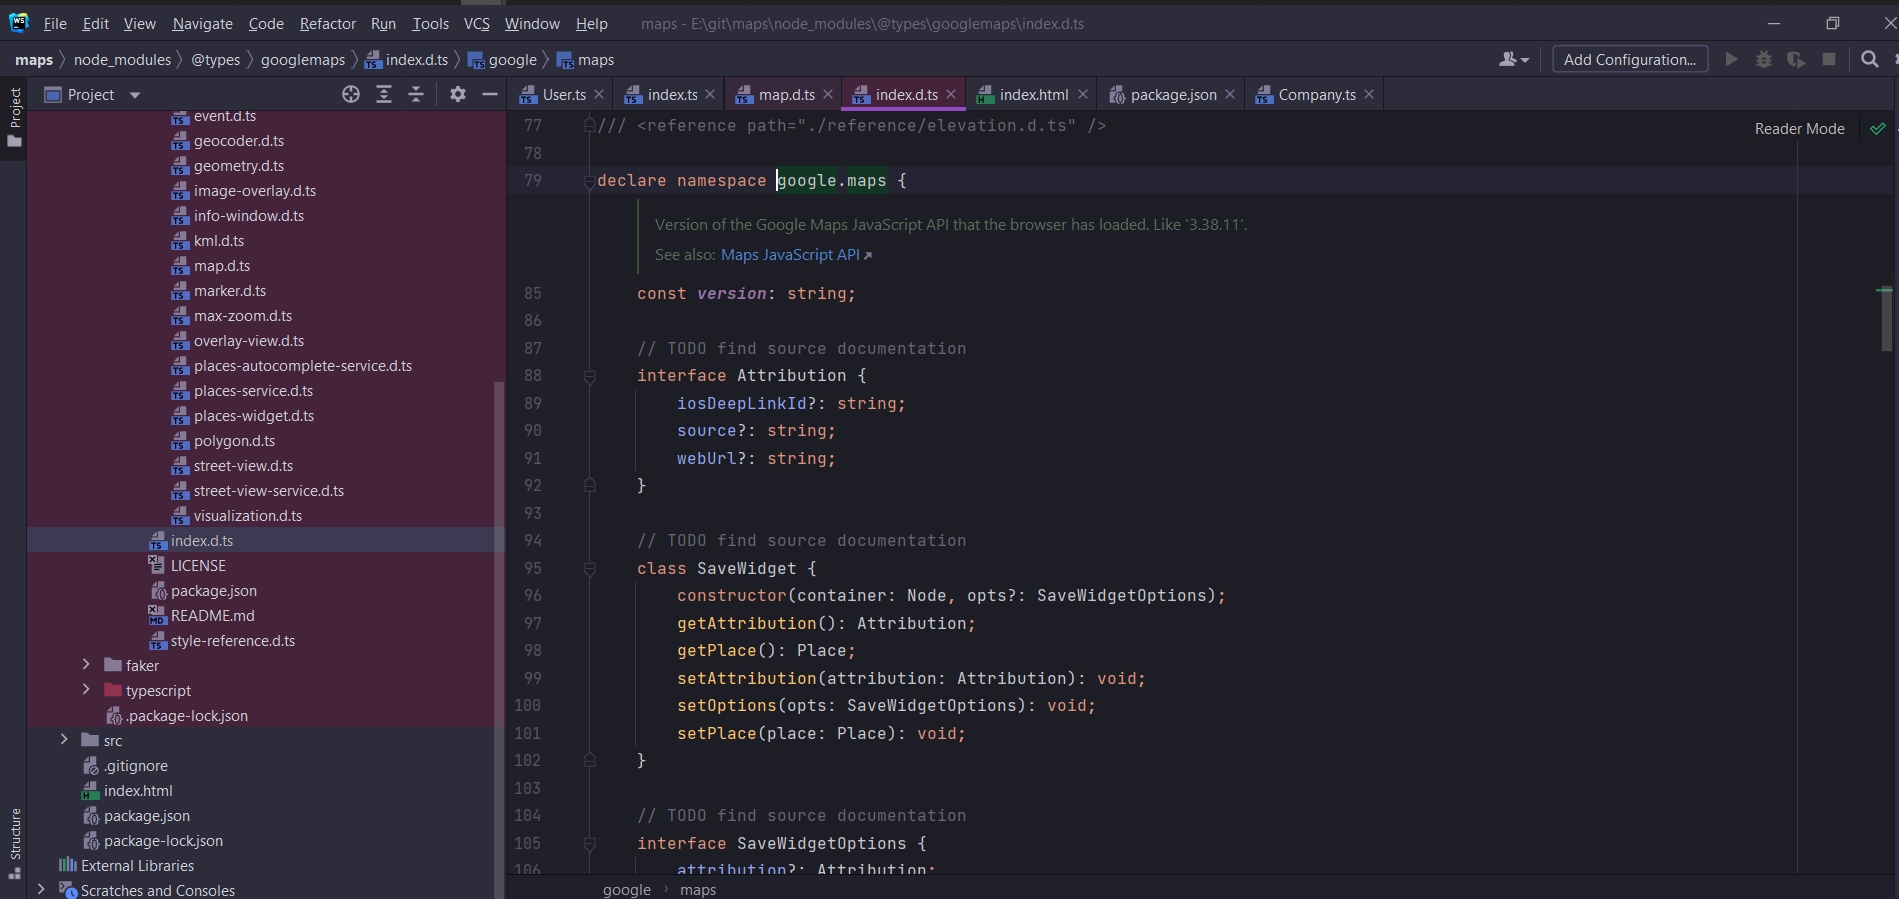 WS File Edit View Navigate Code Refactor Run Tools VCS Window Help maps - E:\git\maps\node_modules\@types\googlemaps\index.d.ts
maps node_modules @types googlemaps index.d.ts google maps Add Configuration...
Project
Project
User.ts index.ts map.d.ts index.d.ts index.html package.json Company.ts
event.d.ts
geocoder.d.ts
geometry.d.ts
image-overlay.d.ts
info-window.d.ts
kml.d.ts
map.d.ts
marker.d.ts
max-zoom.d.ts
overlay-view.d.ts
places-autocomplete-service.d.ts
places-service.d.ts
places-widget.d.ts
polygon.d.ts
street-view.d.ts
street-view-service.d.ts
visualization.d.ts
index.d.ts
LICENSE
package.json
README.md
style-reference.d.ts
faker
typescript
.package-lock.json
src
.gitignore
index.html
package.json
package-lock.json
External Libraries
Scratches and Consoles
Structure
Reader Mode
77 /// <reference path="./reference/elevation.d.ts" />
78
79 declare namespace google.maps {
Version of the Google Maps JavaScript API that the browser has loaded. Like '3.38.11'.
See also: Maps JavaScript API
85 const version: string;
86
87 // TODO find source documentation
88 interface Attribution {
89 iosDeepLinkId?: string;
90 source?: string;
91 webUrl?: string;
92 }
93
94 // TODO find source documentation
95 class SaveWidget {
96 constructor(container: Node, opts?: SaveWidgetOptions);
97 getAttribution(): Attribution;
98 getPlace(): Place;
99 setAttribution(attribution: Attribution): void;
100 setOptions(opts: SaveWidgetOptions): void;
101 setPlace(place: Place): void;
102 }
103
104 // TODO find source documentation
105 interface SaveWidgetOptions {
106 attribution?: Attribution;
google maps